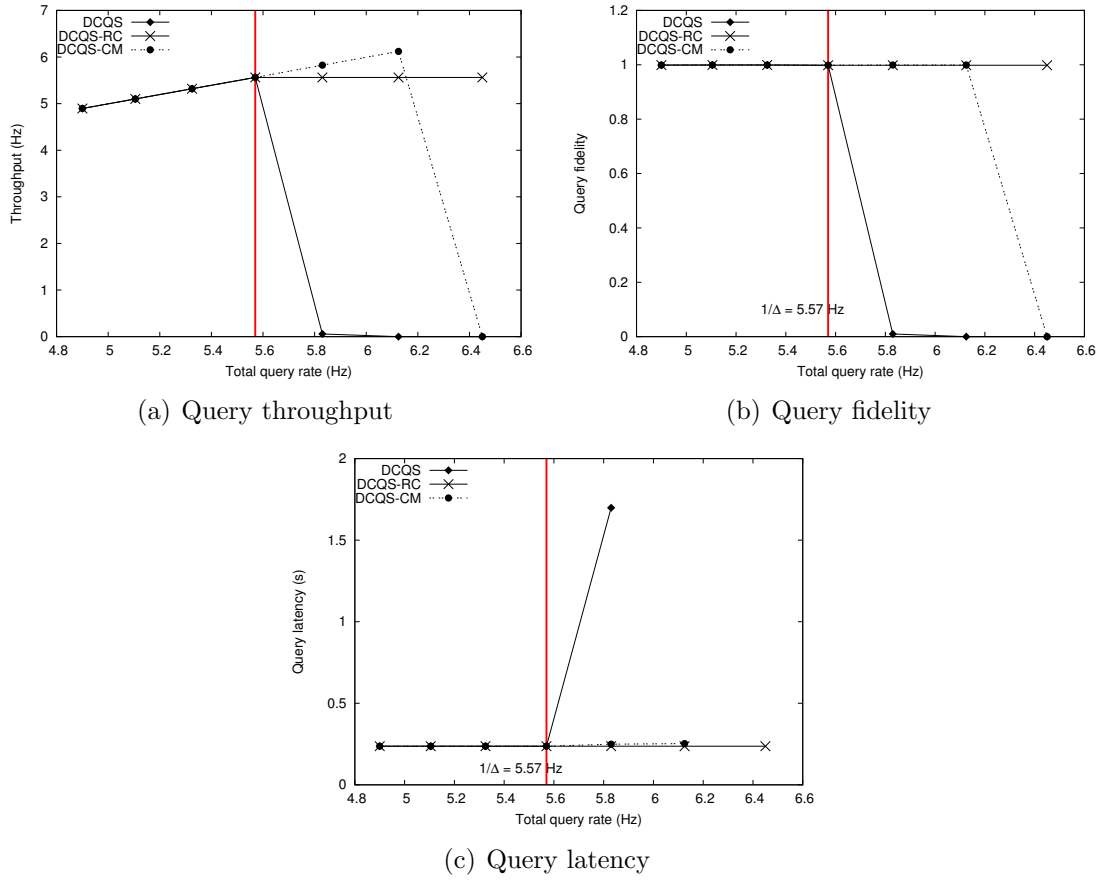 DCQS
DCQS-RC
DCQS-CM
7
6
5
4
3
2
1
0
Throughput (Hz)
4.8 5 5.2 5.4 5.6 5.8 6 6.2 6.4 6.6
Total query rate (Hz)
(a) Query throughput
DCQS
DCQS-RC
DCQS-CM
1.2
1
0.8
0.6
0.4
0.2
0
Query fidelity
1/Δ = 5.57 Hz
4.8 5 5.2 5.4 5.6 5.8 6 6.2 6.4 6.6
Total query rate (Hz)
(b) Query fidelity
DCQS
DCQS-RC
DCQS-CM
2
1.5
1
0.5
0
Query latency (s)
1/Δ = 5.57 Hz
4.8 5 5.2 5.4 5.6 5.8 6 6.2 6.4 6.6
Total query rate (Hz)
(c) Query latency